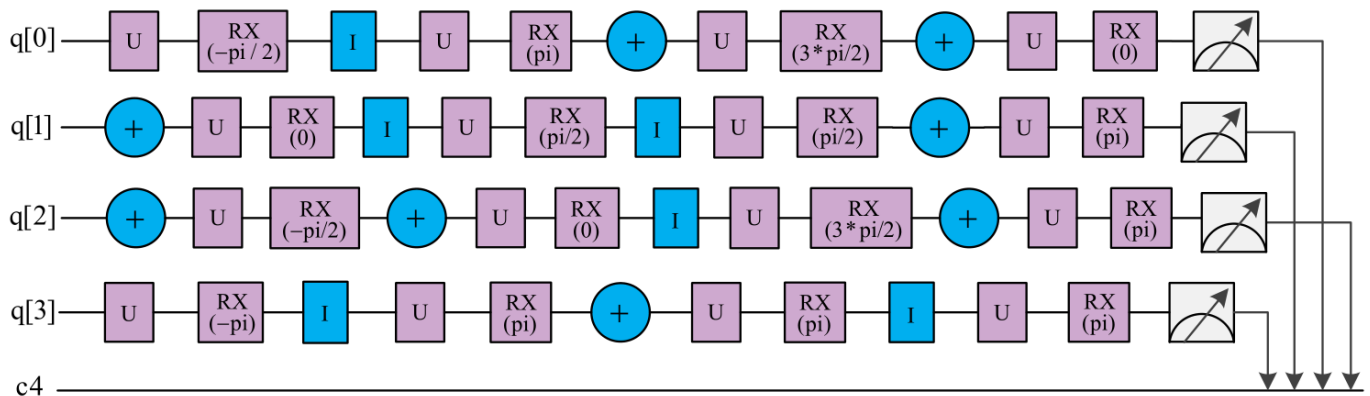 q[0] U RX (−pi / 2) I U RX (pi) + U RX (3*pi/2) + U RX (0)
q[1] + U RX (0) I U RX (pi/2) I U RX (pi/2) + U RX (pi)
q[2] + U RX (−pi/2) + U RX (0) I U RX (3*pi/2) + U RX (pi)
q[3] U RX (−pi) I U RX (pi) + U RX (pi) I U RX (pi)
c4